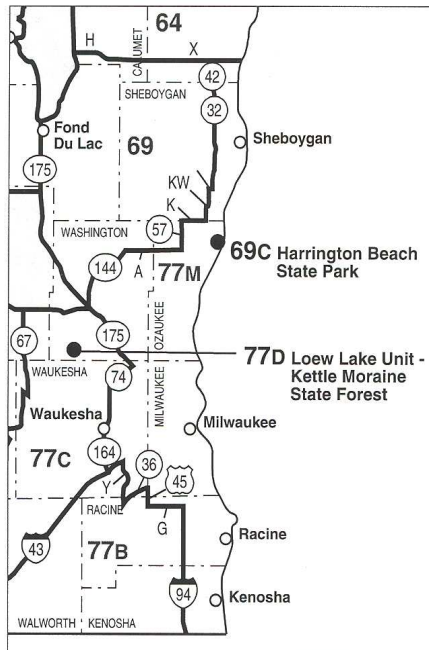 64
H
CALUMET
X
42
SHEBOYGAN
32
Fond
Du Lac
69
Sheboygan
175
KW
K
57
WASHINGTON
69C Harrington Beach
State Park
144
A
77M
OZAUKEE
67
175
77D Loew Lake Unit -
Kettle Moraine
State Forest
WAUKESHA
74
MILWAUKEE
Waukesha
Milwaukee
77C
164
36
Y
45
RACINE
G
43
77B
Racine
94
Kenosha
WALWORTH
KENOSHA